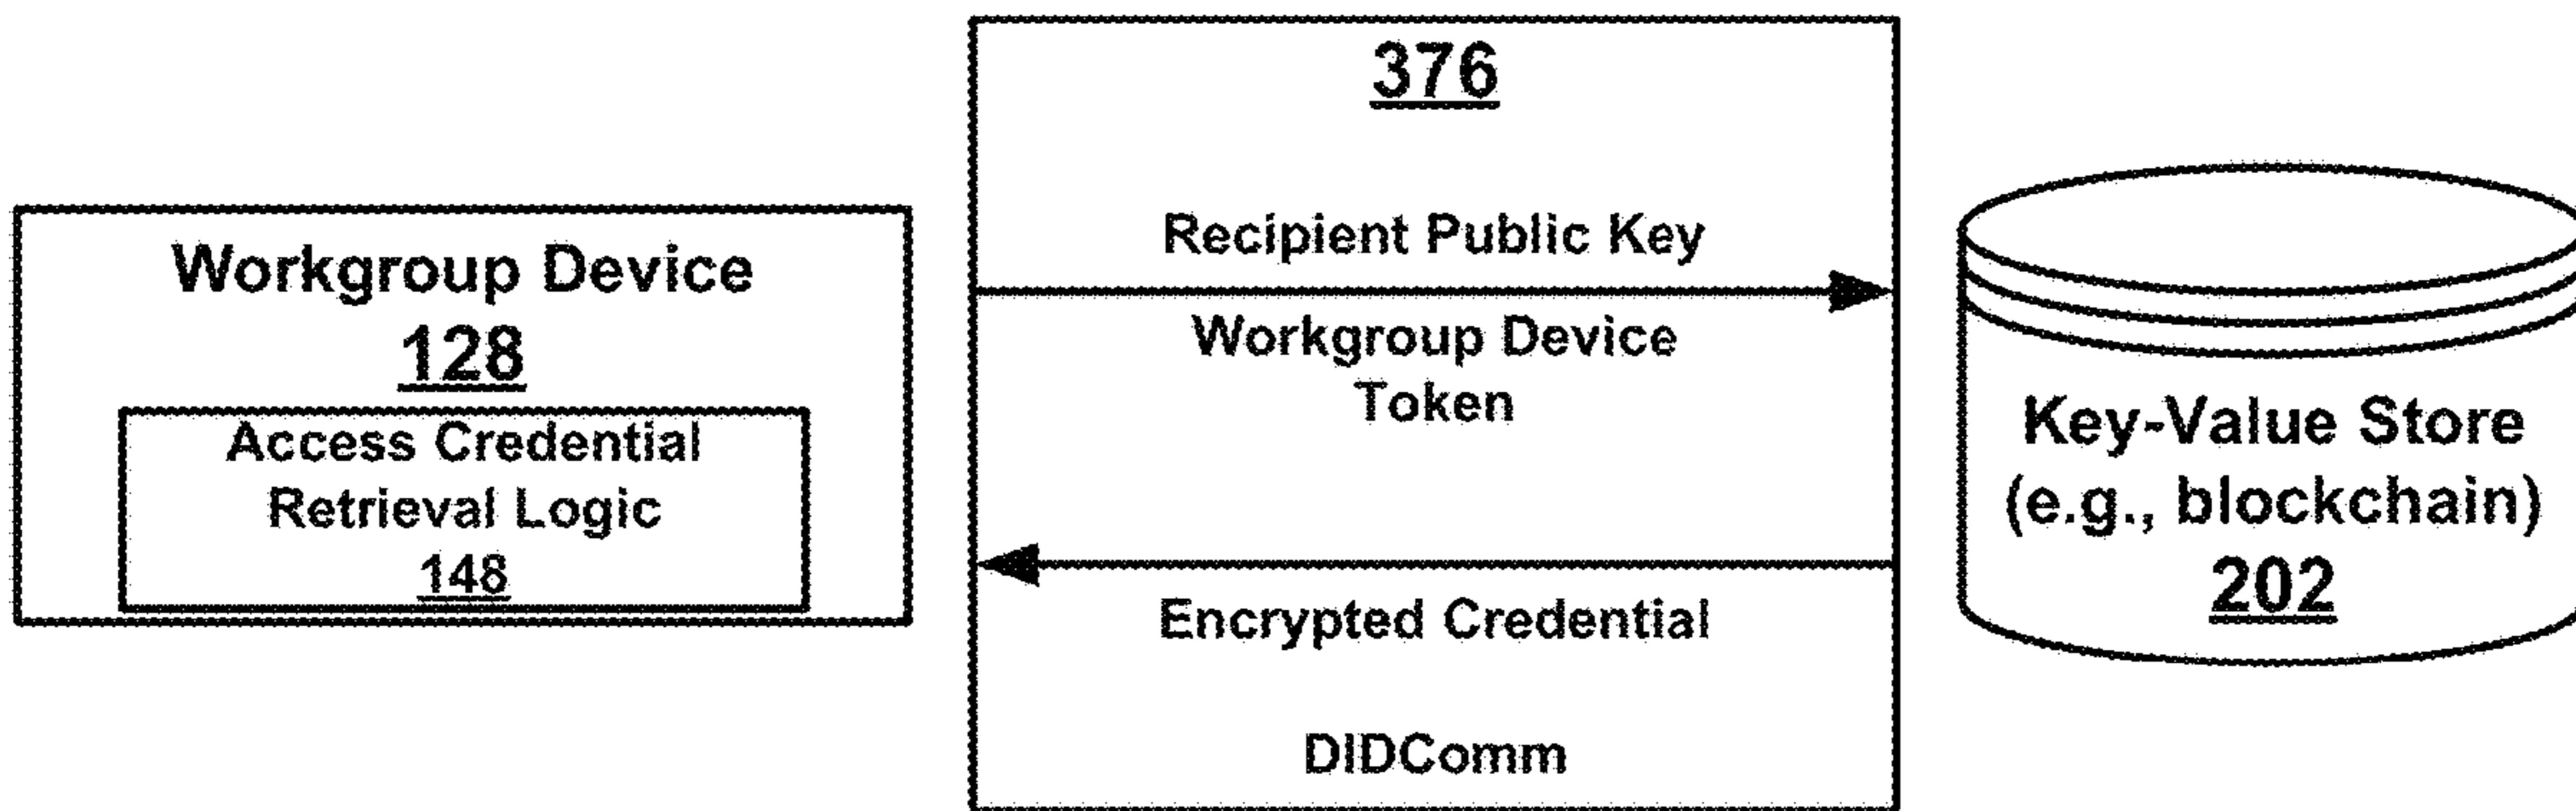 Workgroup Device
128
Access Credential
Retrieval Logic
148
376
Recipient Public Key
Workgroup Device
Token
Encrypted Credential
DIDComm
Key-Value Store
(e.g., blockchain)
202